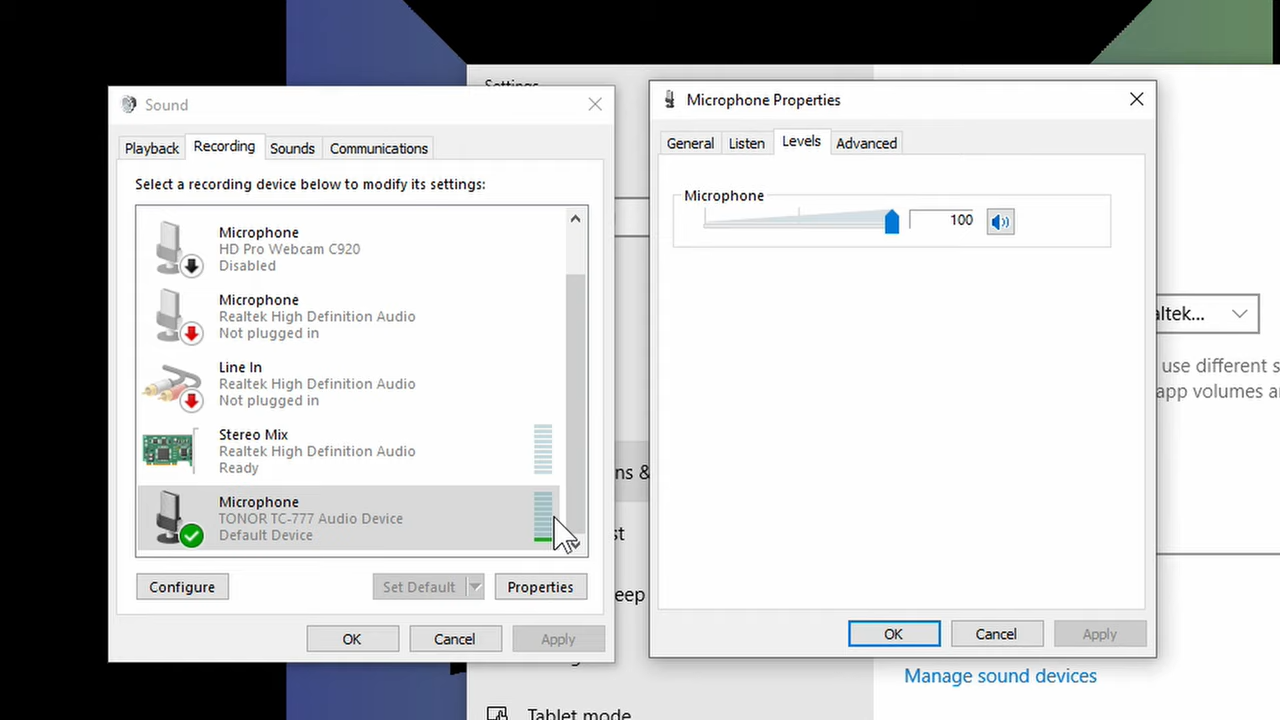 Settings
Sound
Playback
Recording
Sounds
Communications
Select a recording device below to modify its settings:
Microphone
HD Pro Webcam C920
Disabled
Microphone
Realtek High Definition Audio
Not plugged in
Line In
Realtek High Definition Audio
Not plugged in
Stereo Mix
Realtek High Definition Audio
Ready
Microphone
TONOR TC-777 Audio Device
Default Device
Configure
Set Default
Properties
OK
Cancel
Apply
Microphone Properties
General
Listen
Levels
Advanced
Microphone
100
OK
Cancel
Apply
altek...
use different s
app volumes a
ns &
st
eep
Manage sound devices
Tablet mode